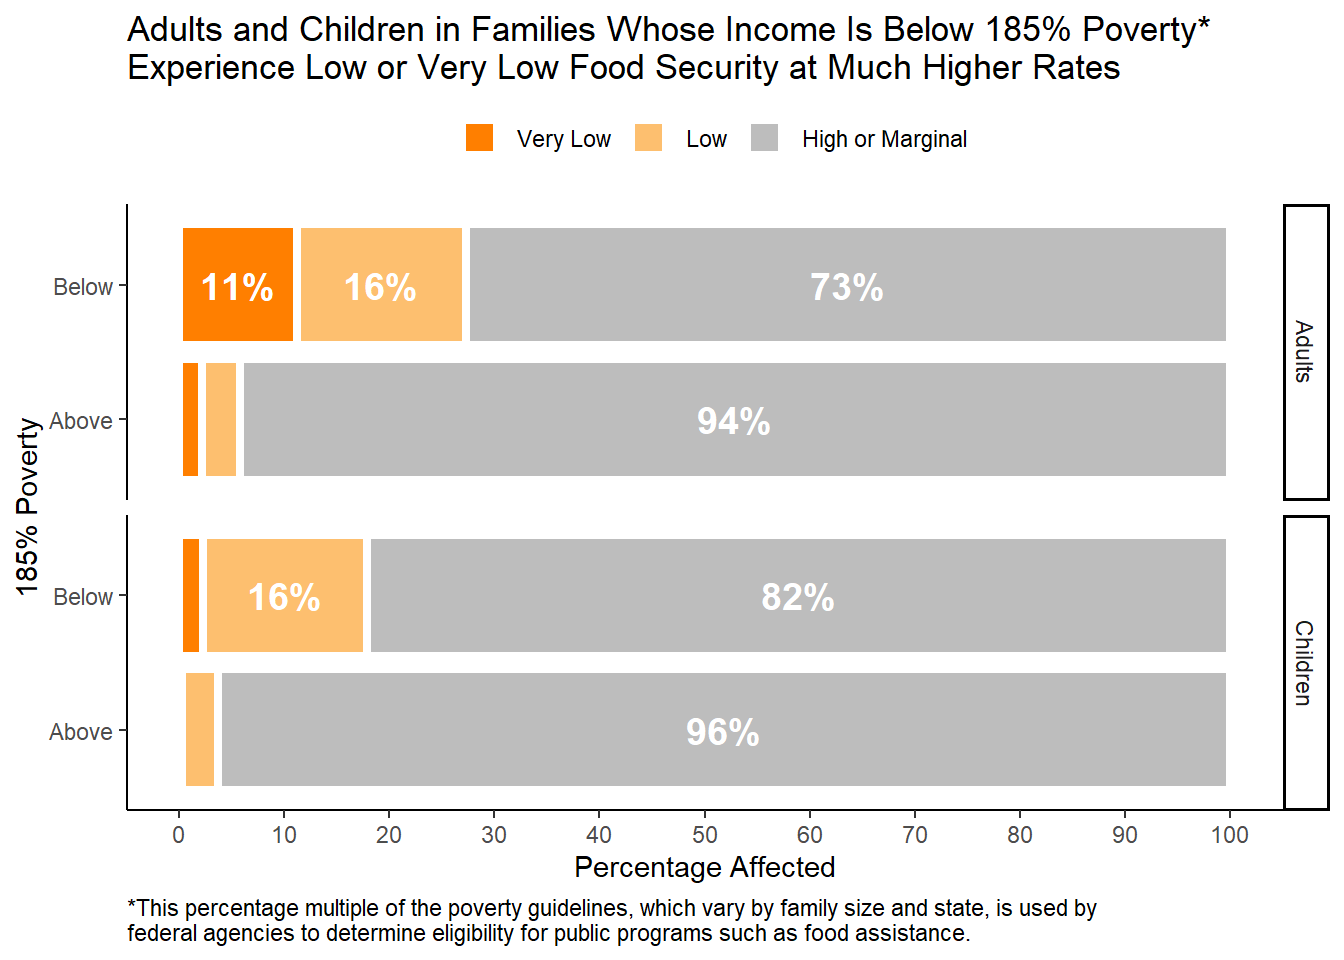 Adults and Children in Families Whose Income Is Below 185% Poverty*
Experience Low or Very Low Food Security at Much Higher Rates
Very Low
Low
High or Marginal
185% Poverty
Below
11%
16%
73%
Above
94%
Adults
Below
16%
82%
Above
96%
Children
0
10
20
30
40
50
60
70
80
90
100
Percentage Affected
*This percentage multiple of the poverty guidelines, which vary by family size and state, is used by
federal agencies to determine eligibility for public programs such as food assistance.